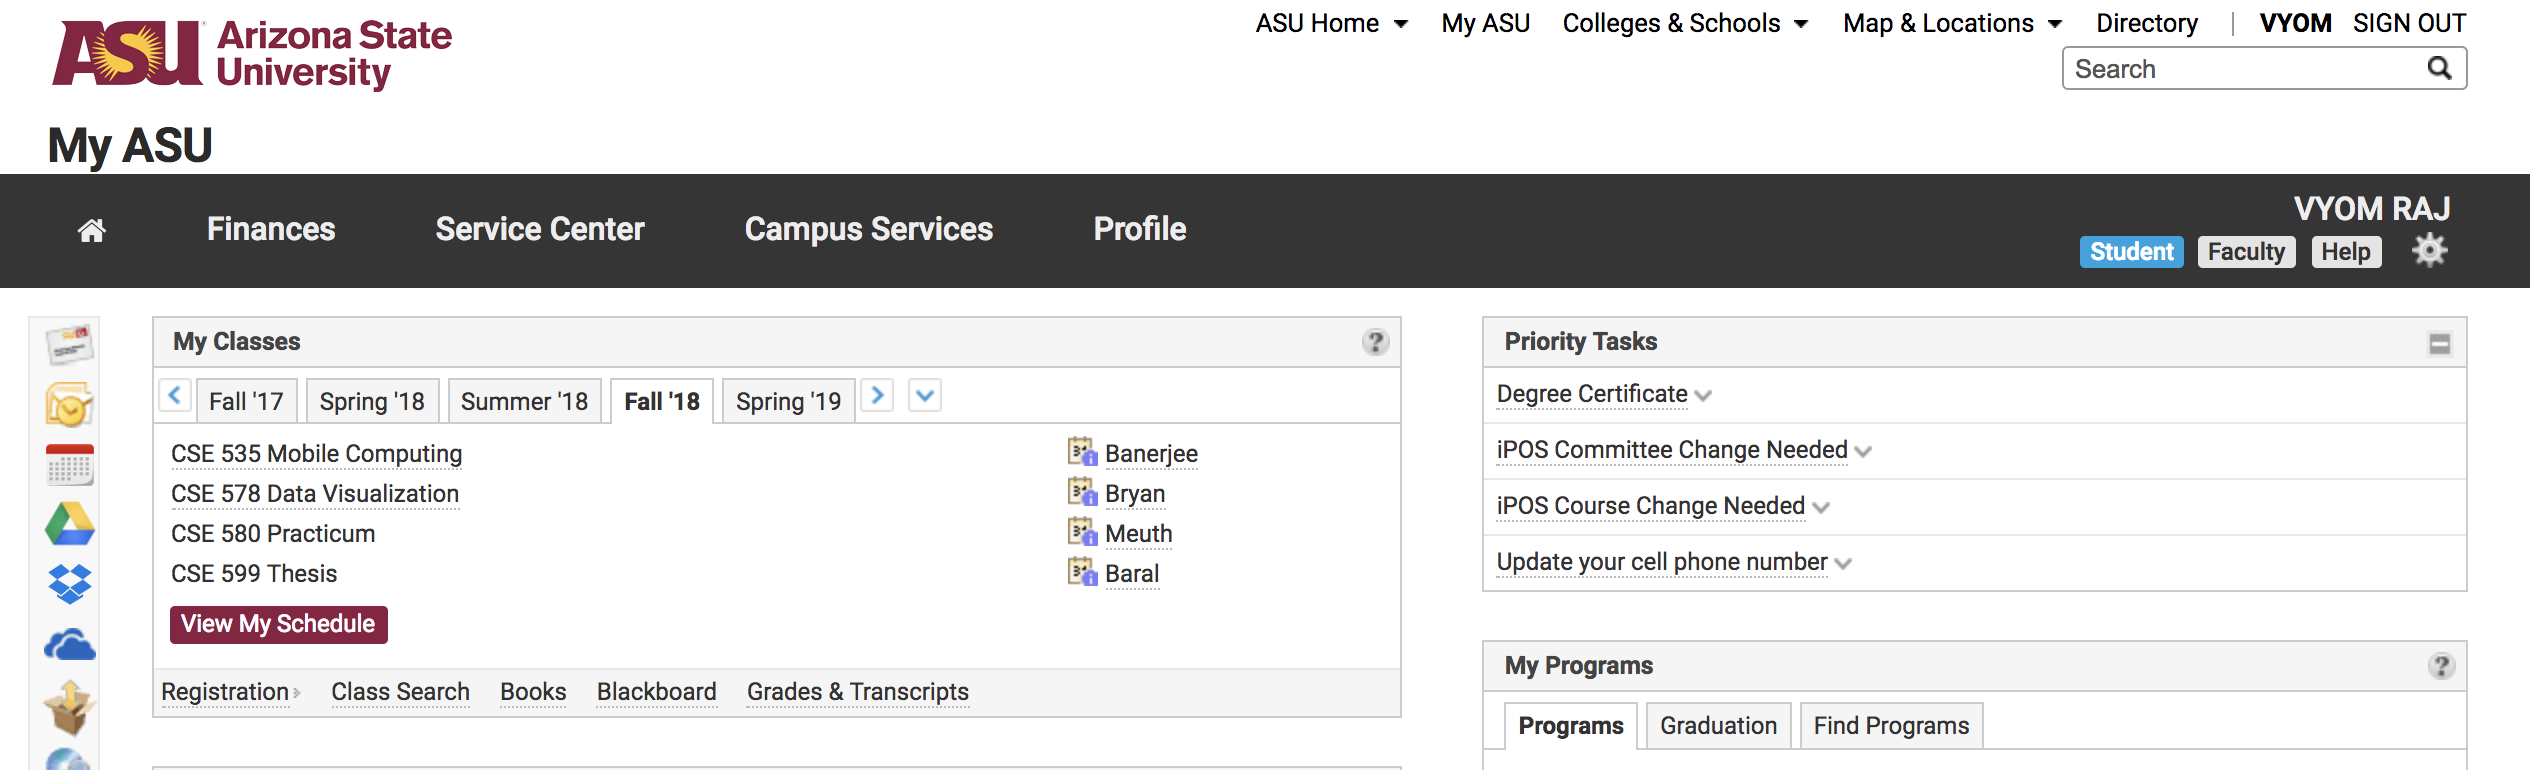 ASU Arizona State University
ASU Home My ASU Colleges & Schools Map & Locations Directory | VYOM SIGN OUT
Search
My ASU
Finances Service Center Campus Services Profile
VYOM RAJ
Student Faculty Help
My Classes ?
Fall '17 Spring '18 Summer '18 Fall '18 Spring '19
CSE 535 Mobile Computing 31 i Banerjee
CSE 578 Data Visualization 31 i Bryan
CSE 580 Practicum 31 i Meuth
CSE 599 Thesis 31 i Baral
View My Schedule
Registration Class Search Books Blackboard Grades & Transcripts
Priority Tasks
Degree Certificate
iPOS Committee Change Needed
iPOS Course Change Needed
Update your cell phone number
My Programs ?
Programs Graduation Find Programs